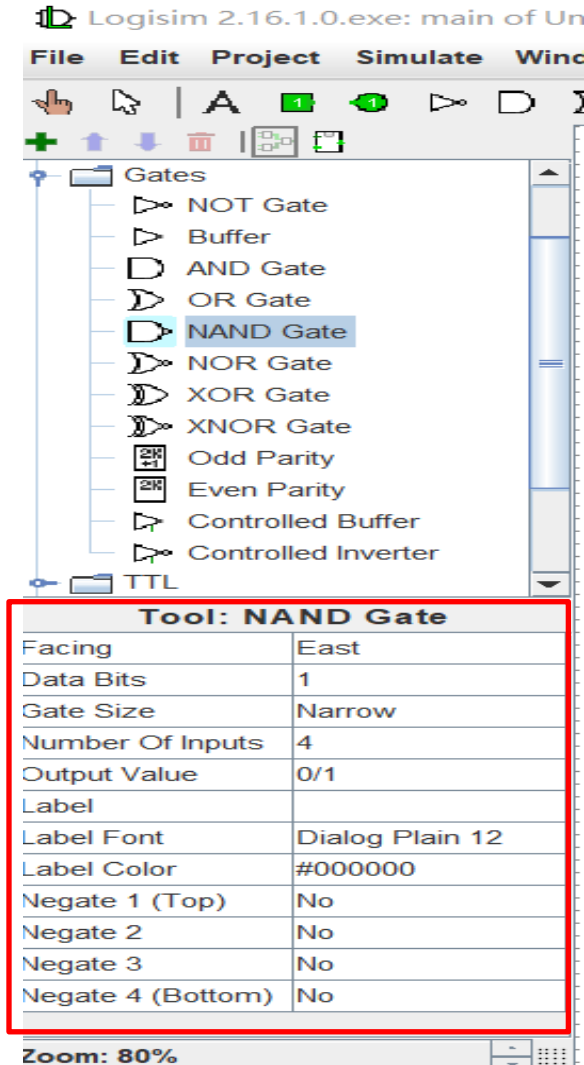 Logisim 2.16.1.0.exe: main of Un
File Edit Project Simulate Wind
A 1 1
Gates
NOT Gate
Buffer
AND Gate
OR Gate
NAND Gate
NOR Gate
XOR Gate
XNOR Gate
2K+1 Odd Parity
2K Even Parity
Controlled Buffer
Controlled Inverter
TTL
Tool: NAND Gate
Facing East
Data Bits 1
Gate Size Narrow
Number Of Inputs 4
Output Value 0/1
Label
Label Font Dialog Plain 12
Label Color #000000
Negate 1 (Top) No
Negate 2 No
Negate 3 No
Negate 4 (Bottom) No
Zoom: 80%